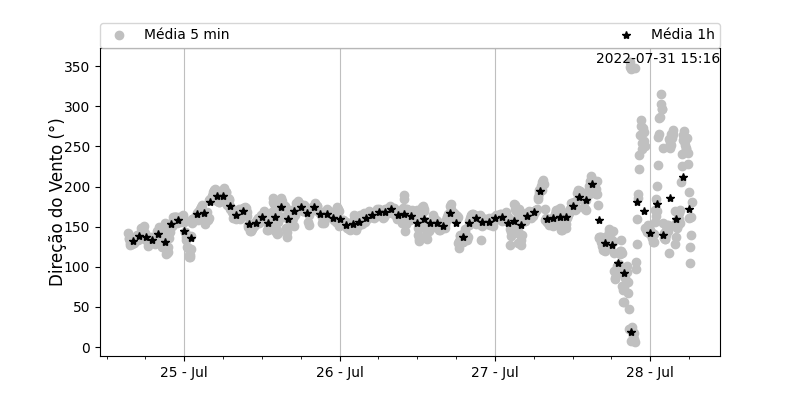 Média 5 min
Média 1h
2022-07-31 15:16
Direção do Vento (°)
350
300
250
200
150
100
50
0
25 - Jul
26 - Jul
27 - Jul
28 - Jul